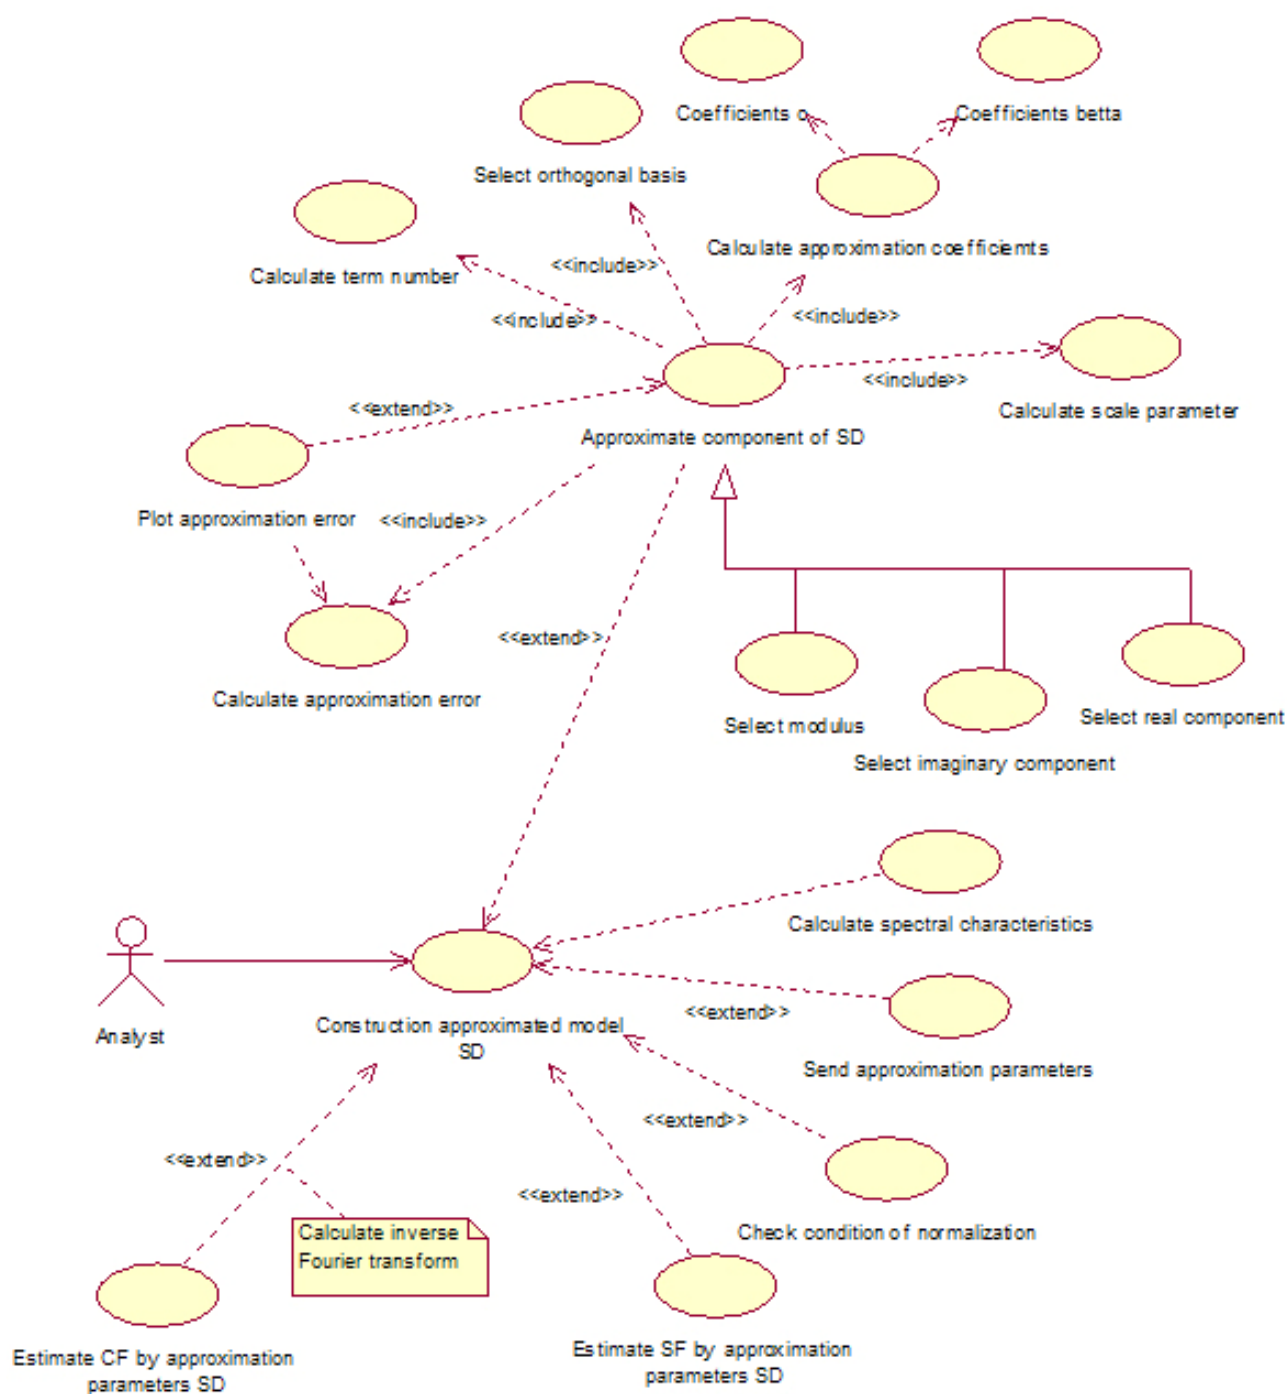 Coefficients c
Coefficients betta
Select orthogonal basis
Calculate approximation coefficiemts
<<include>>
Calculate term number
<<include>>
<<include>>
<<include>>
Calculate scale parameter
<<extend>>
Approximate component of SD
Plot approximation error
<<include>>
<<extend>>
Calculate approximation error
Select modulus
Select real component
Select imaginary component
Calculate spectral characteristics
Analyst
Construction approximated model
SD
<<extend>>
Send approximation parameters
<<extend>>
<<extend>>
<<extend>>
Calculate inverse
Fourier transform
Check condition of normalization
Estimate CF by approximation
parameters SD
Estimate SF by approximation
parameters SD